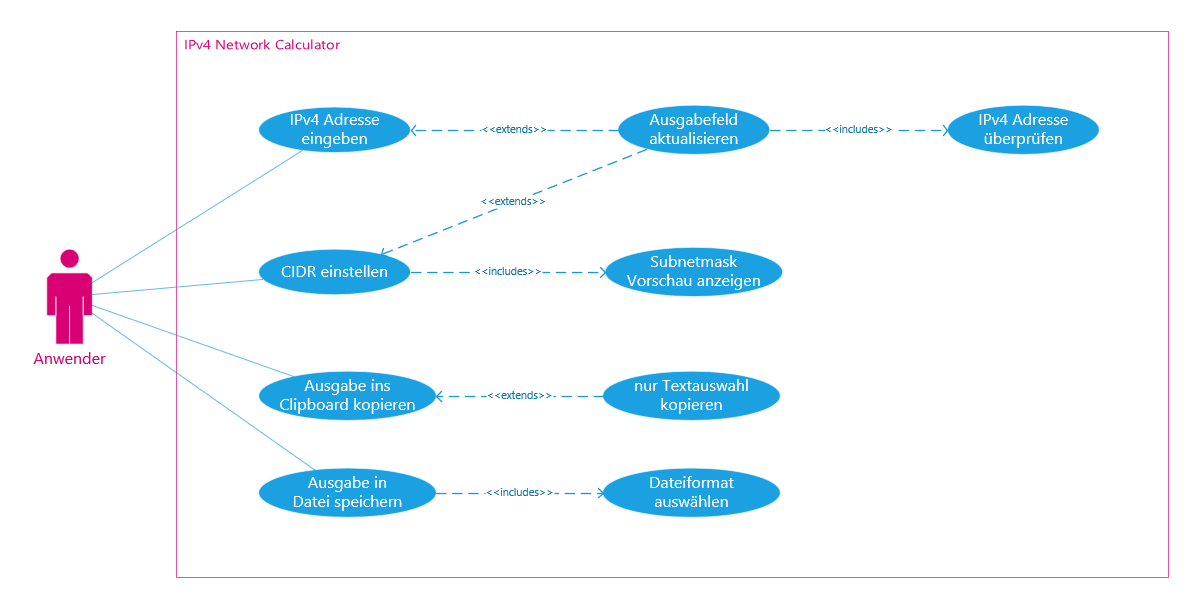 IPv4 Network Calculator
IPv4 Adresse
eingeben
<<extends>>
Ausgabefeld
aktualisieren
<<includes>>
IPv4 Adresse
überprüfen
<<extends>>
CIDR einstellen
<<includes>>
Subnetmask
Vorschau anzeigen
Anwender
Ausgabe ins
Clipboard kopieren
<<extends>>
nur Textauswahl
kopieren
Ausgabe in
Datei speichern
<<includes>>
Dateiformat
auswählen